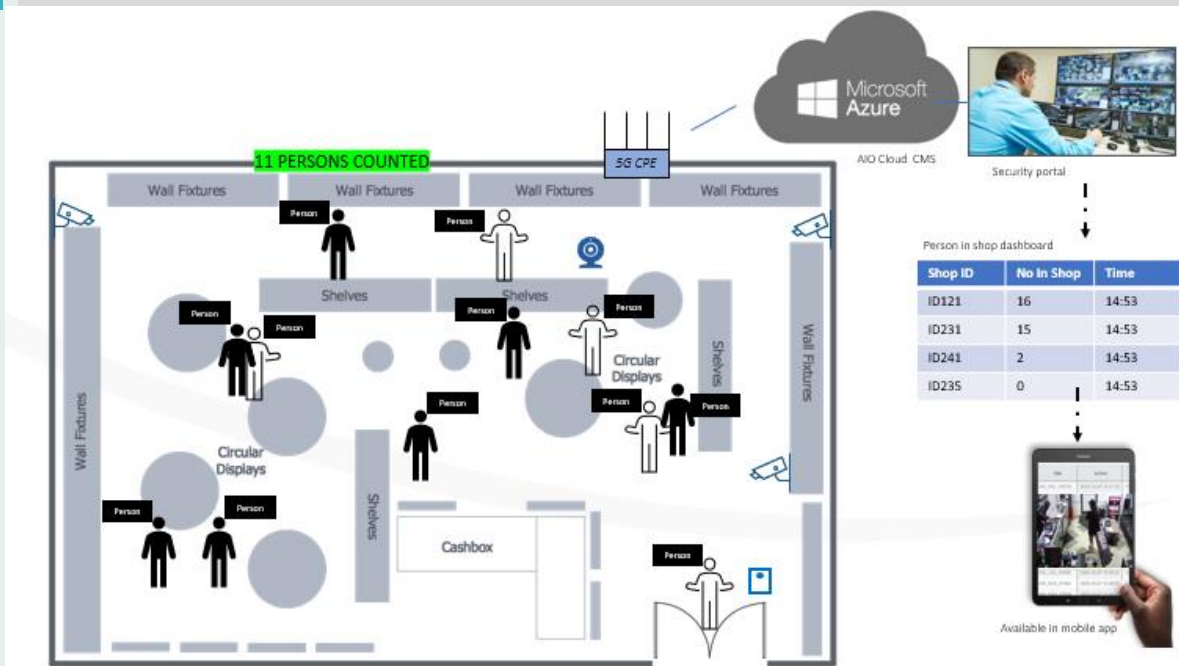 Microsoft
Azure
AIO Cloud CMS
Security portal
11 PERSONS COUNTED
5G CPE
Wall Fixtures
Wall Fixtures
Wall Fixtures
Wall Fixtures
Person
Person
Shelves
Shelves
Person
Person
Person
Person
Circular
Displays
Shelves
Wall Fixtures
Person
Person
Person
Wall Fixtures
Circular
Displays
Shelves
Person
Person
Cashbox
Person
Person in shop dashboard
Shop ID No In Shop Time
ID121 16 14:53
ID231 15 14:53
ID241 2 14:53
ID235 0 14:53
Available in mobile app